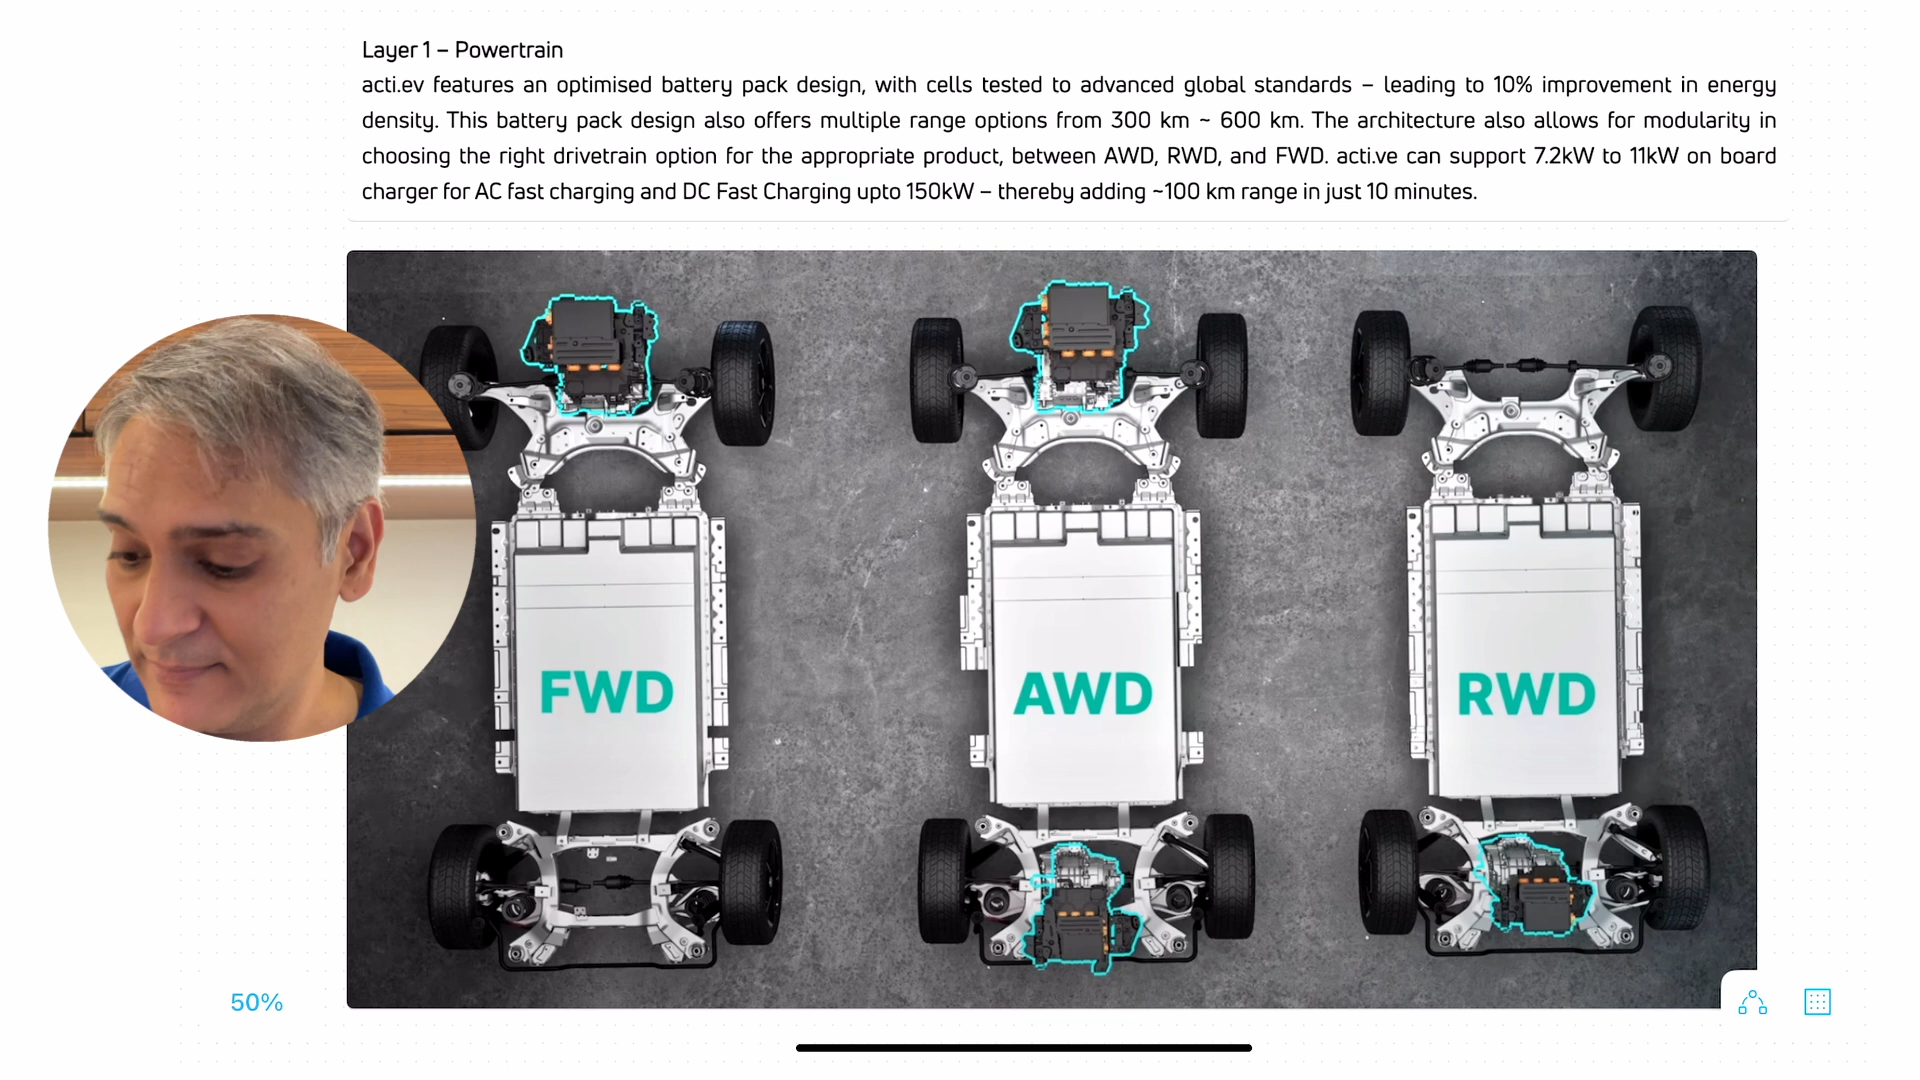 Layer 1 – Powertrain
acti.ev features an optimised battery pack design, with cells tested to advanced global standards – leading to 10% improvement in energy
density. This battery pack design also offers multiple range options from 300 km ~ 600 km. The architecture also allows for modularity in
choosing the right drivetrain option for the appropriate product, between AWD, RWD, and FWD. acti.ve can support 7.2kW to 11kW on board
charger for AC fast charging and DC Fast Charging upto 150kW – thereby adding ~100 km range in just 10 minutes.
FWD
AWD
RWD
50%